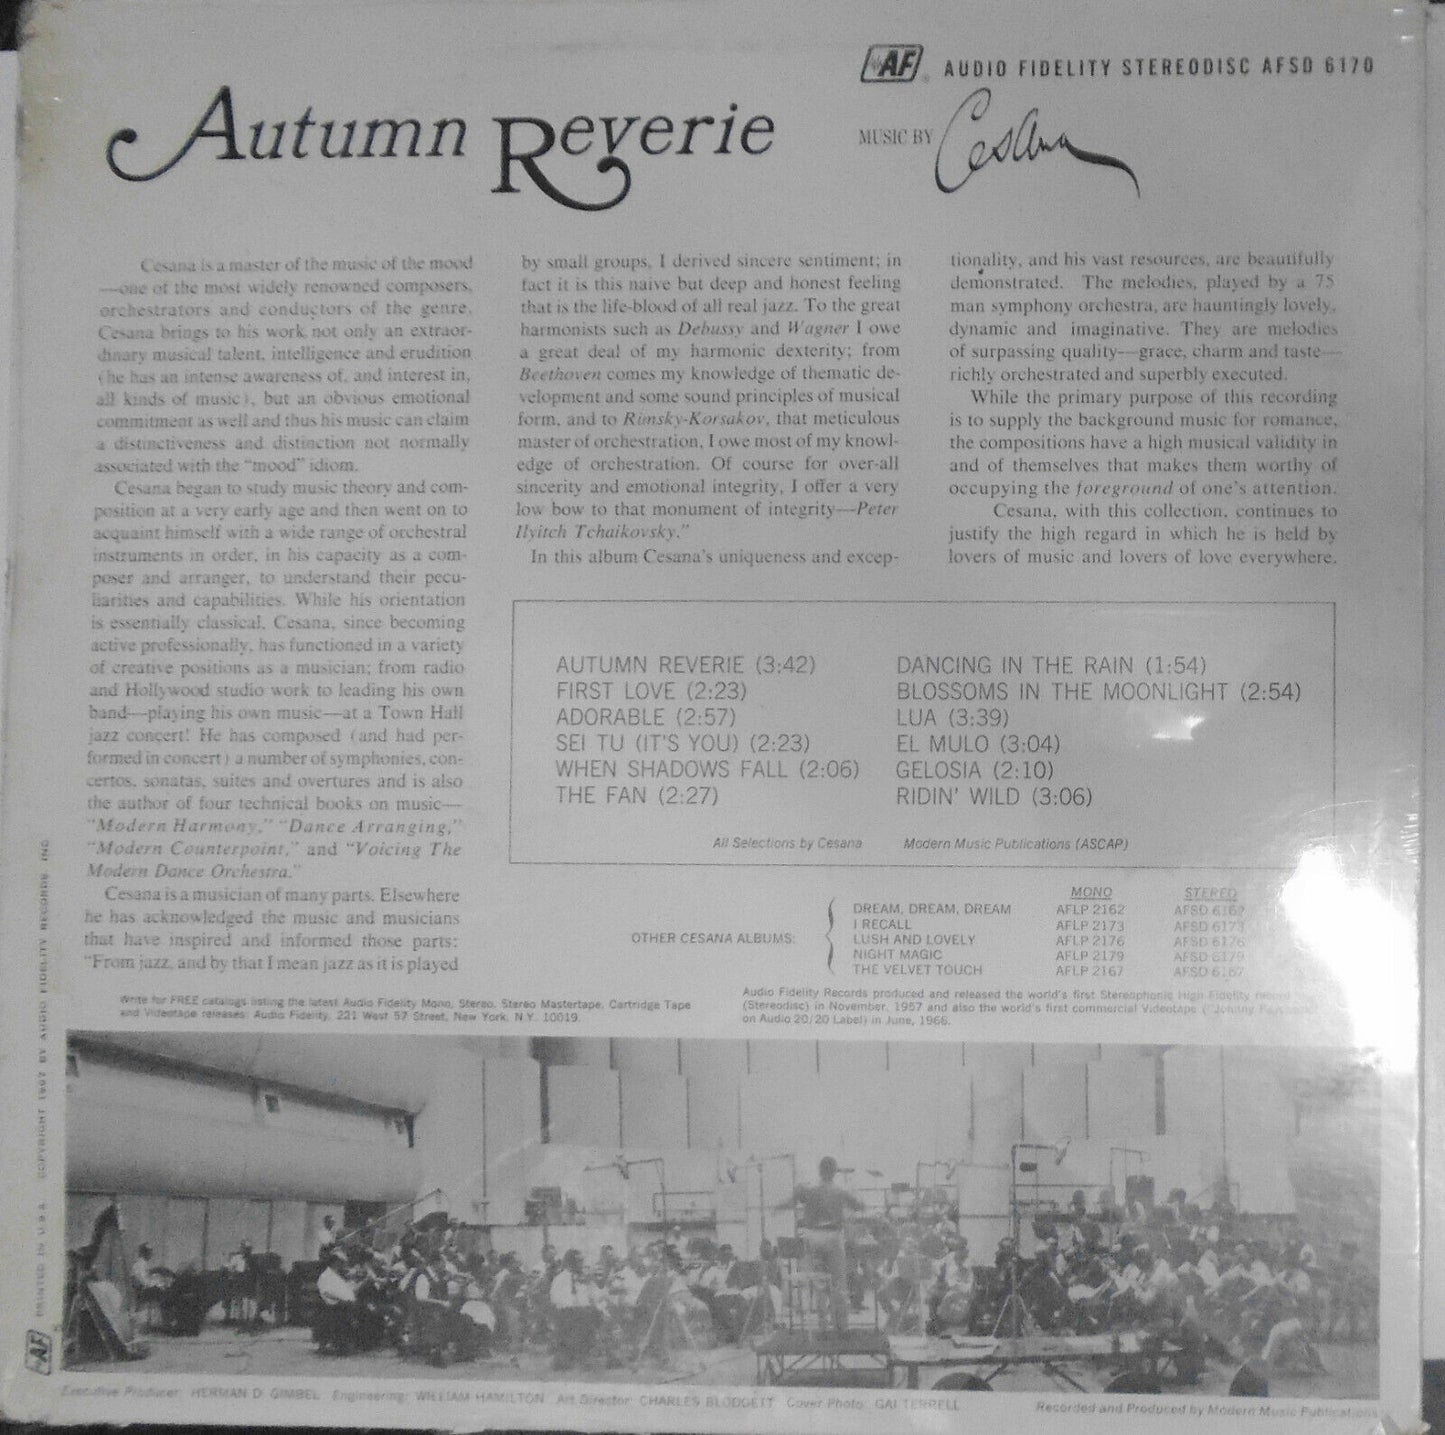 AF AUDIO FIDELITY STEREODISC AFSD 6170
Autumn Reverie
MUSIC BY Cesana
Cesana is a master of the music of the mood
—one of the most widely renowned composers,
orchestrators and conductors of the genre.
Cesana brings to his work not only an extraor-
dinary musical talent, intelligence and erudition
(he has an intense awareness of, and interest in,
all kinds of music), but an obvious emotional
commitment as well and thus his music can claim
a distinctiveness and distinction not normally
associated with the "mood" idiom.
Cesana began to study music theory and com-
position at a very early age and then went on to
acquaint himself with a wide range of orchestral
instruments in order, in his capacity as a com-
poser and arranger, to understand their pecu-
liarities and capabilities. While his orientation
is essentially classical, Cesana, since becoming
active professionally, has functioned in a variety
of creative positions as a musician; from radio
and Hollywood studio work to leading his own
band—playing his own music—at a Town Hall
jazz concert! He has composed (and had per-
formed in concert) a number of symphonies, con-
certos, sonatas, suites and overtures and is also
the author of four technical books on music—
"Modern Harmony," "Dance Arranging,"
"Modern Counterpoint," and "Voicing The
Modern Dance Orchestra."
Cesana is a musician of many parts. Elsewhere
he has acknowledged the music and musicians
that have inspired and informed those parts:
"From jazz, and by that I mean jazz as it is played
by small groups, I derived sincere sentiment; in
fact it is this naive but deep and honest feeling
that is the life-blood of all real jazz. To the great
harmonists such as Debussy and Wagner I owe
a great deal of my harmonic dexterity; from
Beethoven comes my knowledge of thematic de-
velopment and some sound principles of musical
form, and to Rimsky-Korsakov, that meticulous
master of orchestration, I owe most of my knowl-
edge of orchestration. Of course for over-all
sincerity and emotional integrity, I offer a very
low bow to that monument of integrity—Peter
Ilyitch Tchaikovsky."
In this album Cesana's uniqueness and excep-
tionality, and his vast resources, are beautifully
demonstrated. The melodies, played by a 75
man symphony orchestra, are hauntingly lovely,
dynamic and imaginative. They are melodies
of surpassing quality—grace, charm and taste—
richly orchestrated and superbly executed.
While the primary purpose of this recording
is to supply the background music for romance,
the compositions have a high musical validity in
and of themselves that makes them worthy of
occupying the foreground of one's attention.
Cesana, with this collection, continues to
justify the high regard in which he is held by
lovers of music and lovers of love everywhere.
AUTUMN REVERIE (3:42)
FIRST LOVE (2:23)
ADORABLE (2:57)
SEI TU (IT'S YOU) (2:23)
WHEN SHADOWS FALL (2:06)
THE FAN (2:27)
DANCING IN THE RAIN (1:54)
BLOSSOMS IN THE MOONLIGHT (2:54)
LUA (3:39)
EL MULO (3:04)
GELOSIA (2:10)
RIDIN' WILD (3:06)
All Selections by Cesana Modern Music Publications (ASCAP)
MONO STEREO
OTHER CESANA ALBUMS:
DREAM, DREAM, DREAM AFLP 2162 AFSD 6162
I RECALL AFLP 2173 AFSD 6173
LUSH AND LOVELY AFLP 2176 AFSD 6176
NIGHT MAGIC AFLP 2179 AFSD 6179
THE VELVET TOUCH AFLP 2167 AFSD 6167
Write for FREE catalogs listing the latest Audio Fidelity Mono, Stereo, Stereo Mastertape, Cartridge Tape
and Videotape releases: Audio Fidelity, 221 West 57 Street, New York, N.Y. 10019.
Audio Fidelity Records produced and released the world's first Stereophonic High Fidelity record
(Stereodisc) in November, 1957 and also the world's first commercial Videotape ("Johnny
on Audio 20/20 Label) in June, 1966.
PRINTED IN U.S.A. COPYRIGHT 1967 BY AUDIO FIDELITY RECORDS, INC.
AF
Executive Producer: HERMAN D. GIMBEL Engineering: WILLIAM HAMILTON Art Director: CHARLES BLODGETT Cover Photo: GAI TERRELL
Recorded and Produced by Modern Music Publications